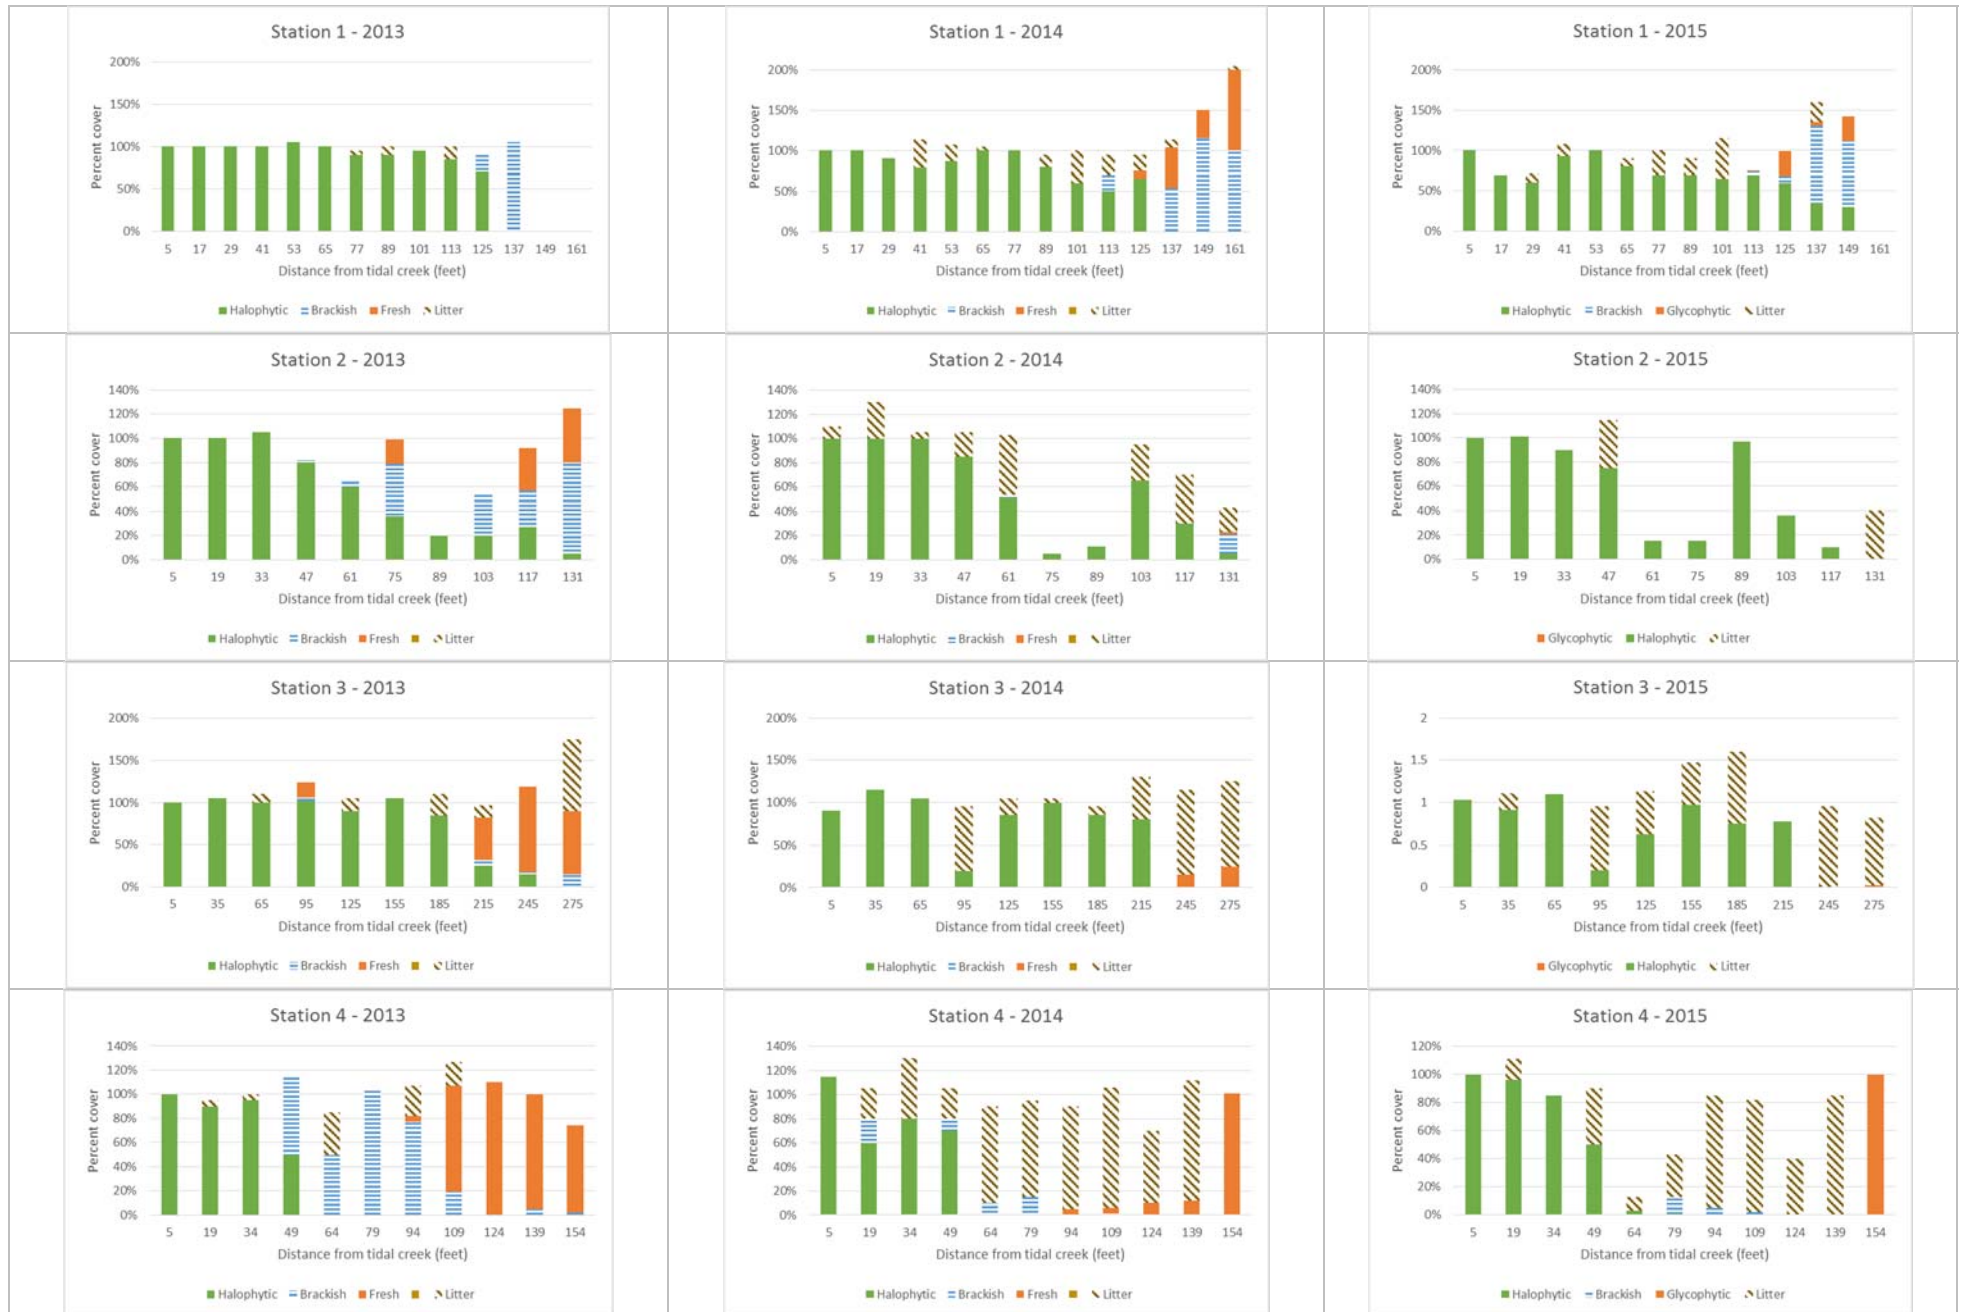 Station 1 - 2013
200%
150%
100%
50%
0%
Percent cover
5 17 29 41 53 65 77 89 101 113 125 137 149 161
Distance from tidal creek (feet)
Halophytic Brackish Fresh Litter
Station 1 - 2014
200%
150%
100%
50%
0%
Percent cover
5 17 29 41 53 65 77 89 101 113 125 137 149 161
Distance from tidal creek (feet)
Halophytic Brackish Fresh Litter
Station 1 - 2015
200%
150%
100%
50%
0%
Percent cover
5 17 29 41 53 65 77 89 101 113 125 137 149 161
Distance from tidal creek (feet)
Halophytic Brackish Glycophytic Litter
Station 2 - 2013
140%
120%
100%
80%
60%
40%
20%
0%
Percent cover
5 19 33 47 61 75 89 103 117 131
Distance from tidal creek (feet)
Halophytic Brackish Fresh Litter
Station 2 - 2014
140%
120%
100%
80%
60%
40%
20%
0%
Percent cover
5 19 33 47 61 75 89 103 117 131
Distance from tidal creek (feet)
Halophytic Brackish Fresh Litter
Station 2 - 2015
140%
120%
100%
80%
60%
40%
20%
0%
Percent cover
5 19 33 47 61 75 89 103 117 131
Distance from tidal creek (feet)
Glycophytic Halophytic Litter
Station 3 - 2013
200%
150%
100%
50%
0%
Percent cover
5 35 65 95 125 155 185 215 245 275
Distance from tidal creek (feet)
Halophytic Brackish Fresh Litter
Station 3 - 2014
200%
150%
100%
50%
0%
Percent cover
5 35 65 95 125 155 185 215 245 275
Distance from tidal creek (feet)
Halophytic Brackish Fresh Litter
Station 3 - 2015
2
1.5
1
0.5
0
Percent cover
5 35 65 95 125 155 185 215 245 275
Distance from tidal creek (feet)
Glycophytic Halophytic Litter
Station 4 - 2013
140%
120%
100%
80%
60%
40%
20%
0%
Percent cover
5 19 34 49 64 79 94 109 124 139 154
Distance from tidal creek (feet)
Halophytic Brackish Fresh Litter
Station 4 - 2014
140%
120%
100%
80%
60%
40%
20%
0%
Percent cover
5 19 34 49 64 79 94 109 124 139 154
Distance from tidal creek (feet)
Halophytic Brackish Fresh Litter
Station 4 - 2015
120%
100%
80%
60%
40%
20%
0%
Percent cover
5 19 34 49 64 79 94 109 124 139 154
Distance from tidal creek (feet)
Halophytic Brackish Glycophytic Litter